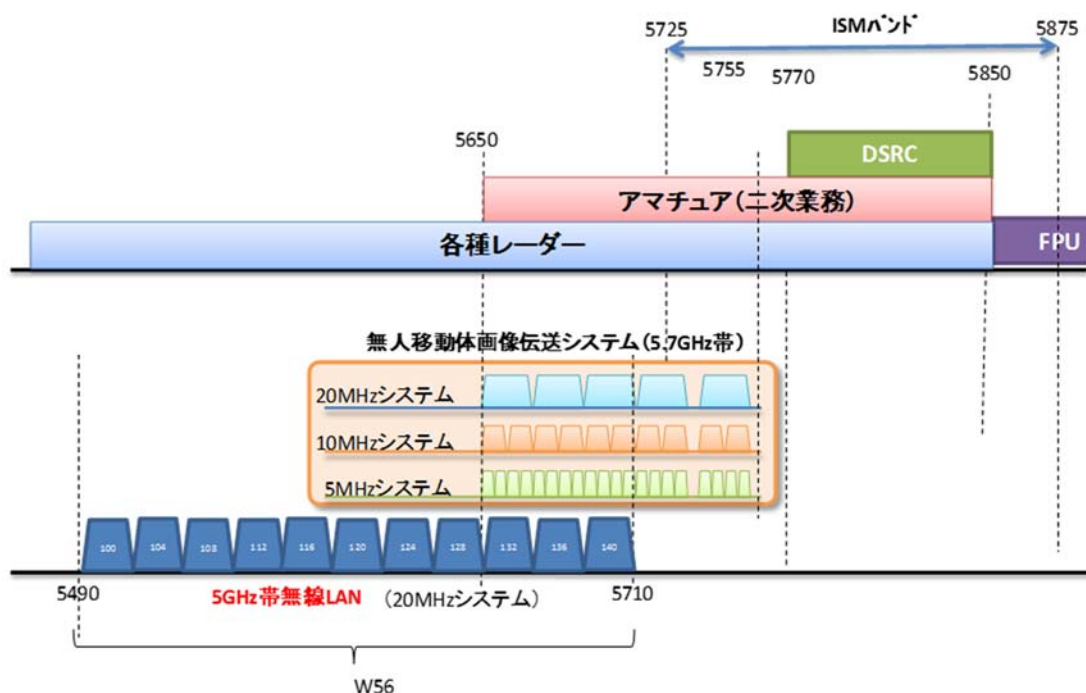 ISMバンド
5725
5875
5755
5770
5850
5650
DSRC
アマチュア(二次業務)
各種レーダー
FPU
無人移動体画像伝送システム(5.7GHz帯)
20MHzシステム
10MHzシステム
5MHzシステム
100 104 108 112 116 120 124 128 132 136 140
5490 5GHz帯無線LAN (20MHzシステム) 5710
W56